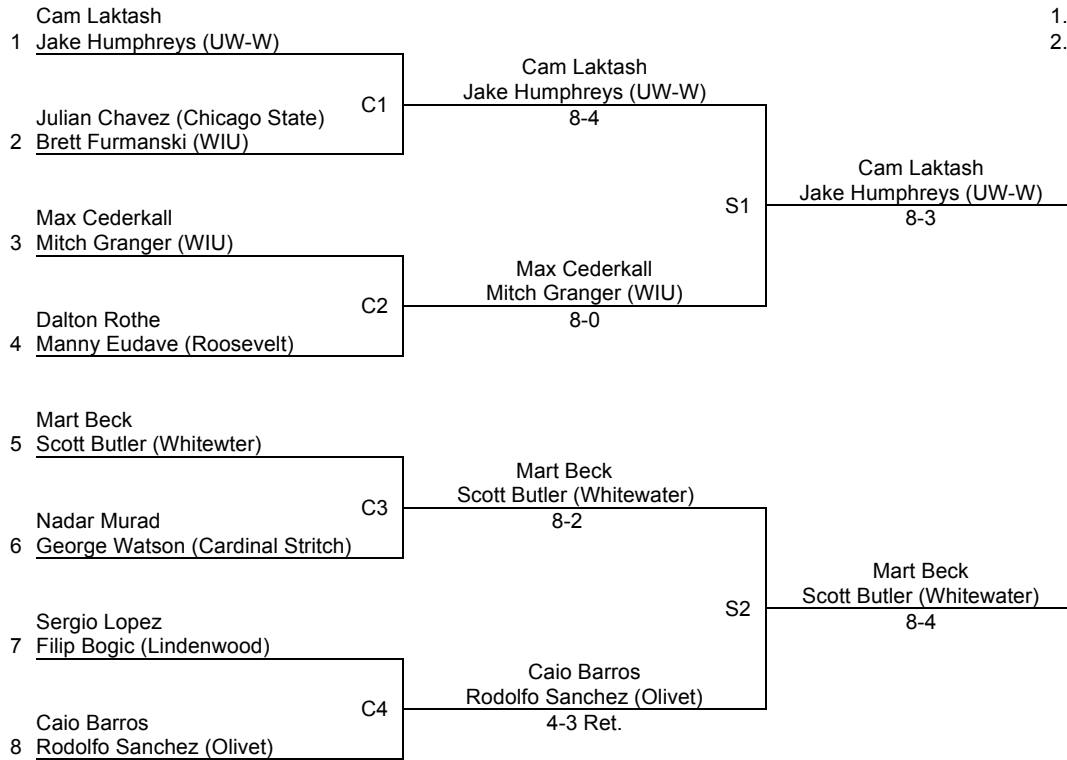 Cam Laktash
1 Jake Humphreys (UW-W)
Julian Chavez (Chicago State)
2 Brett Furmanski (WIU)
Max Cederkall
3 Mitch Granger (WIU)
Dalton Rothe
4 Manny Eudave (Roosevelt)
Mart Beck
5 Scott Butler (Whitewter)
Nadar Murad
6 George Watson (Cardinal Stritch)
Sergio Lopez
7 Filip Bogic (Lindenwood)
Caio Barros
8 Rodolfo Sanchez (Olivet)
C1
C2
C3
C4
Cam Laktash
Jake Humphreys (UW-W)
8-4
Max Cederkall
Mitch Granger (WIU)
8-0
Mart Beck
Scott Butler (Whitewater)
8-2
Caio Barros
Rodolfo Sanchez (Olivet)
4-3 Ret.
S1
S2
Cam Laktash
Jake Humphreys (UW-W)
8-3
Mart Beck
Scott Butler (Whitewater)
8-4
1.
2.